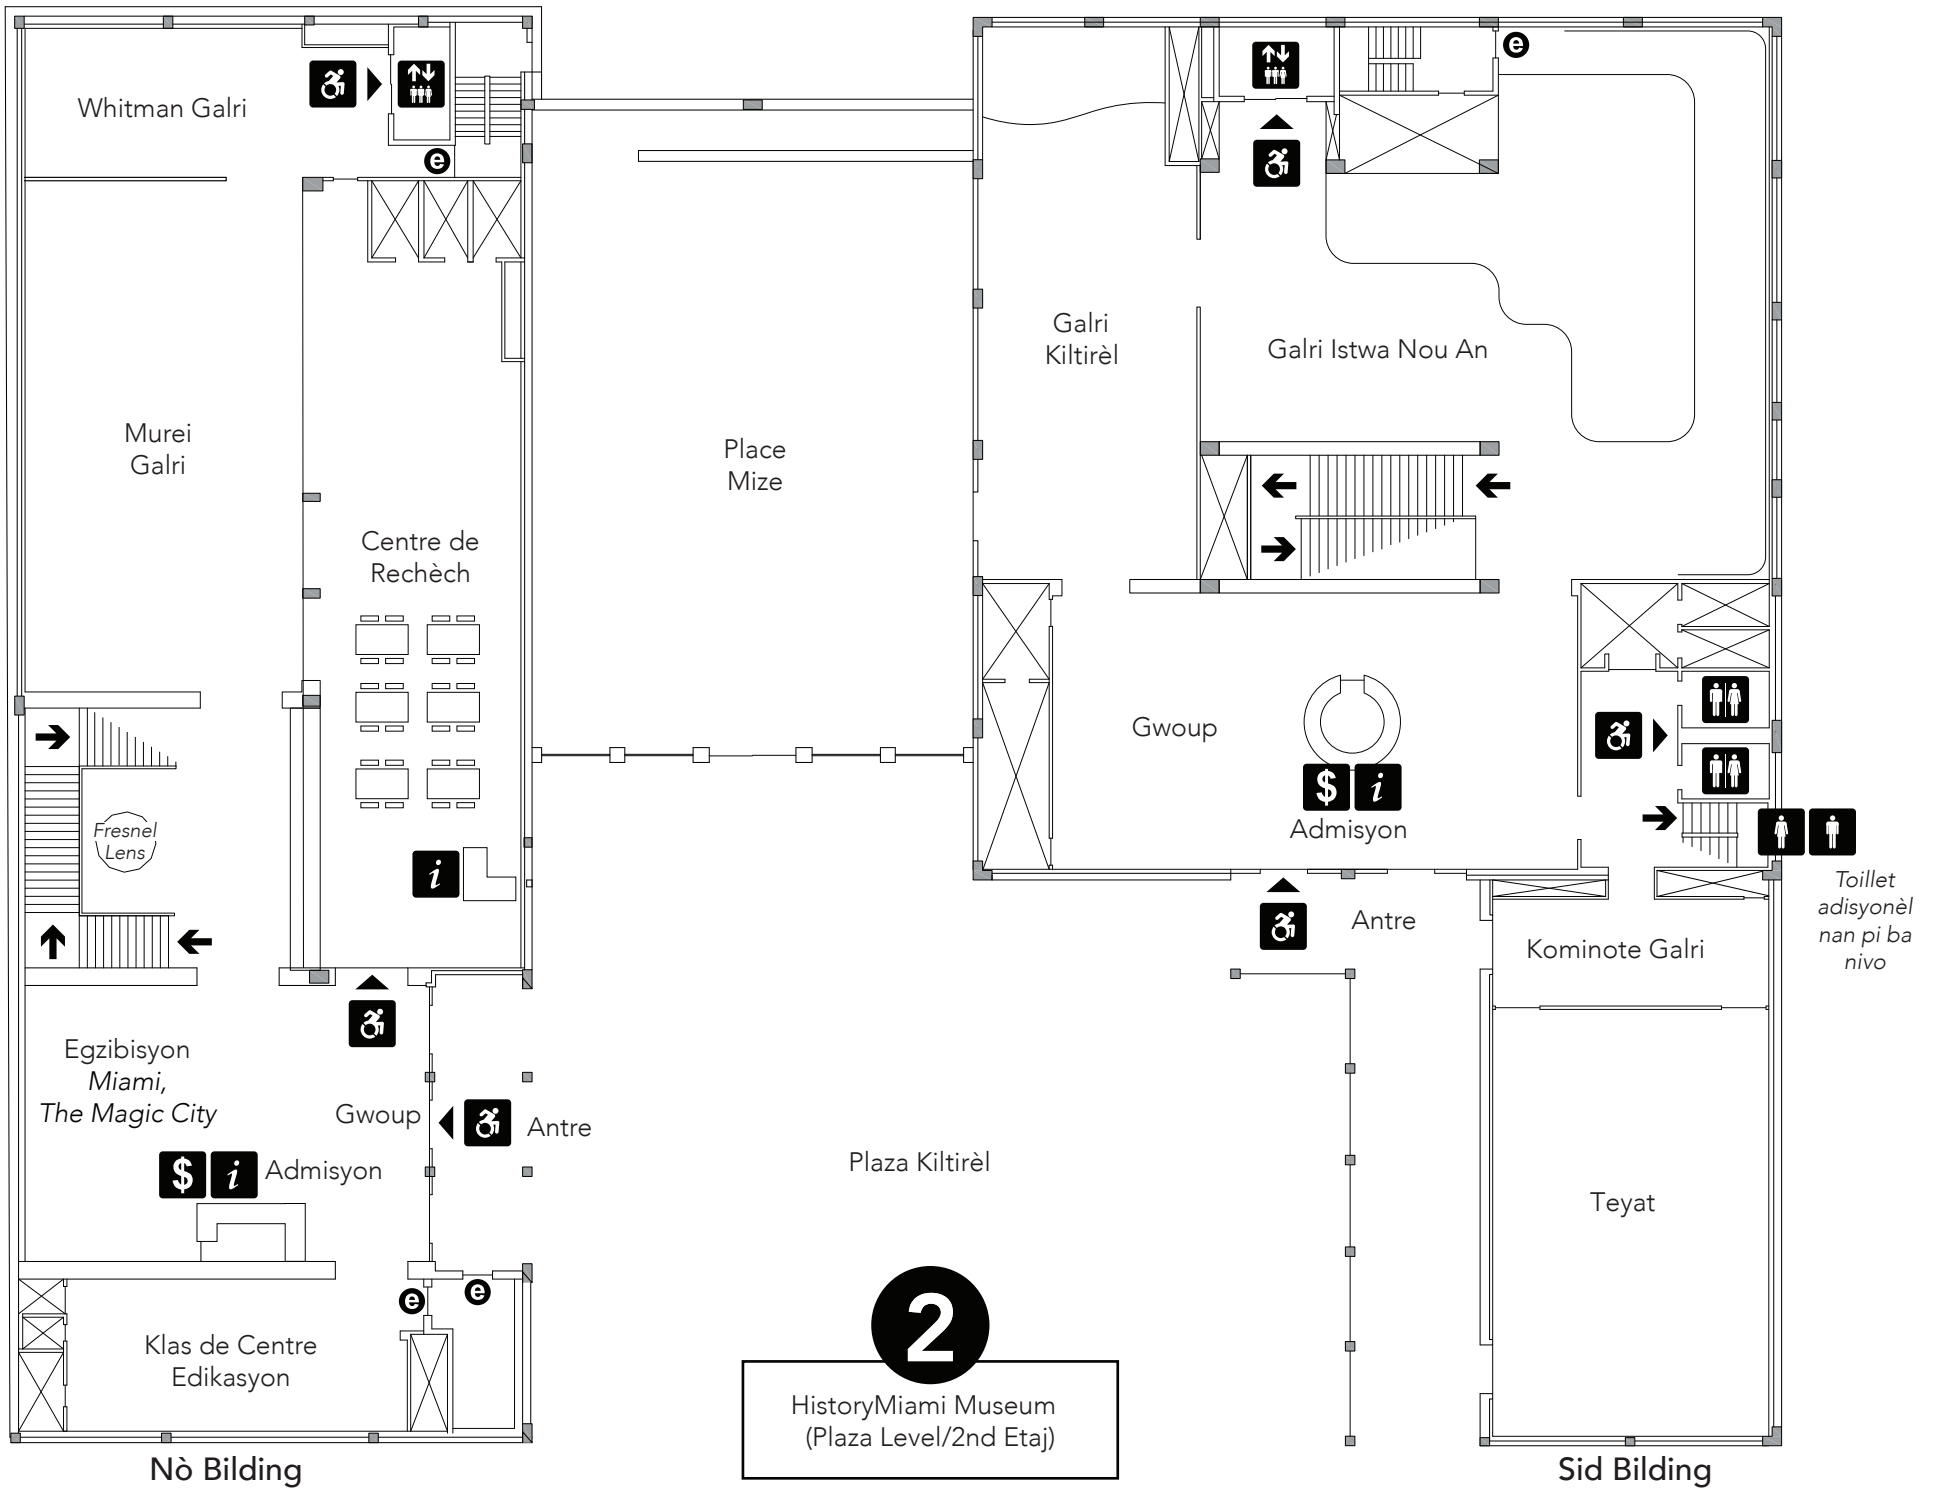 Whitman Galri
e
Murei
Galri
Centre de
Rechèch
Fresnel
Lens
i
Egzibisyon
Miami,
The Magic City
Gwoup
Antre
$ i Admisyon
e
e
Klas de Centre
Edikasyon
Nò Bilding
Place
Mize
Plaza Kiltirèl
2
HistoryMiami Museum
(Plaza Level/2nd Etaj)
e
Galri
Kiltirèl
Galri Istwa Nou An
Gwoup
$ i
Admisyon
Antre
Toillet
adisyonèl
nan pi ba
nivo
Kominote Galri
Teyat
Sid Bilding